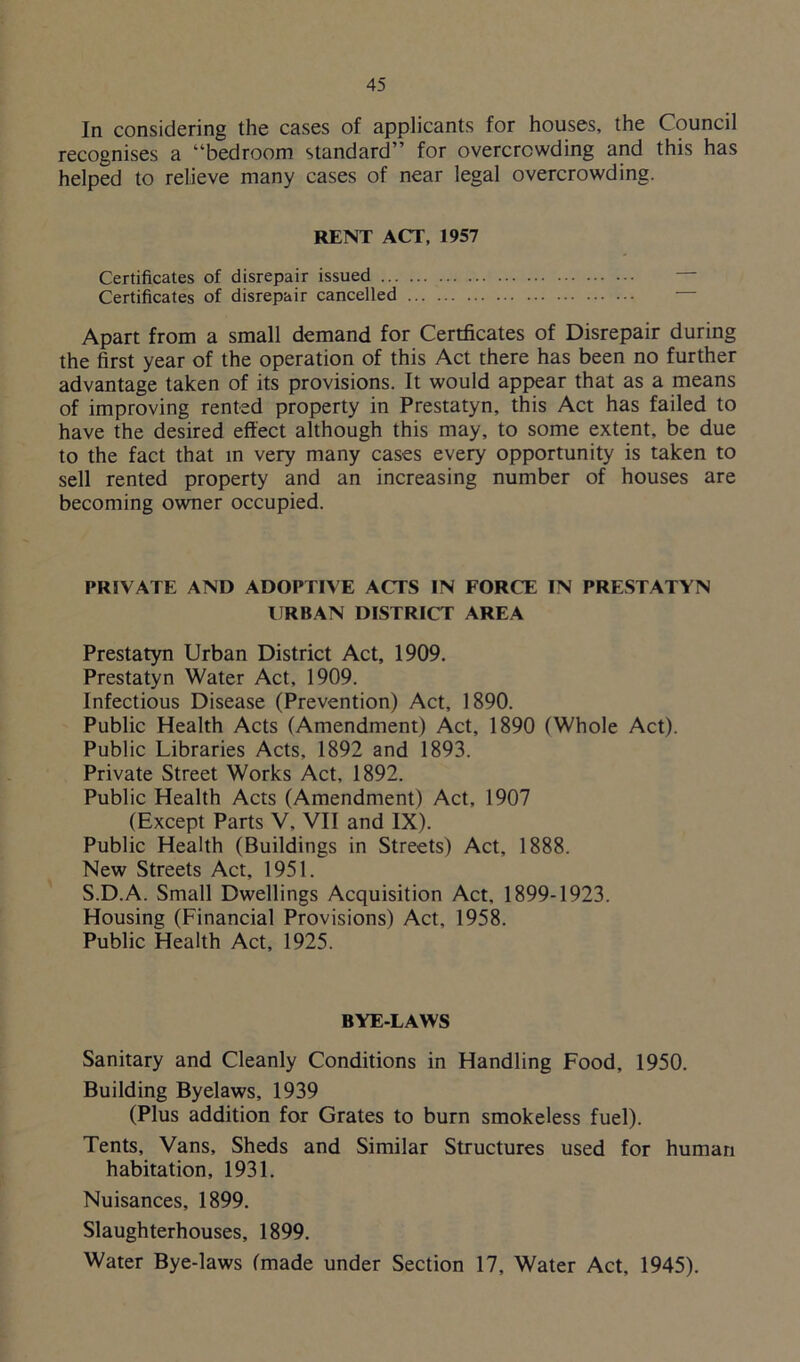 45
In considering the cases of applicants for houses, the Council
recognises a “bedroom standard” for overcrowding and this has
helped to relieve many cases of near legal overcrowding.
RENT ACT, 1957
Certificates of disrepair issued ... ... ... ... ... ... ... ... ... —
Certificates of disrepair cancelled ... ... ... ... ... ... ... ... —
Apart from a small demand for Certficates of Disrepair during
the first year of the operation of this Act there has been no further
advantage taken of its provisions. It would appear that as a means
of improving rented property in Prestatyn, this Act has failed to
have the desired effect although this may, to some extent, be due
to the fact that in very many cases every opportunity is taken to
sell rented property and an increasing number of houses are
becoming owner occupied.
PRIVATE AND ADOPTIVE ACTS IN FORCE IN PRESTATYN
URBAN DISTRICT AREA
Prestatyn Urban District Act, 1909.
Prestatyn Water Act, 1909.
Infectious Disease (Prevention) Act, 1890.
Public Health Acts (Amendment) Act, 1890 (Whole Act).
Public Libraries Acts, 1892 and 1893.
Private Street Works Act, 1892.
Public Health Acts (Amendment) Act, 1907
(Except Parts V, VII and IX).
Public Health (Buildings in Streets) Act, 1888.
New Streets Act, 1951.
S.D.A. Small Dwellings Acquisition Act, 1899-1923.
Housing (Financial Provisions) Act, 1958.
Public Health Act, 1925.
BYE-LAWS
Sanitary and Cleanly Conditions in Handling Food, 1950.
Building Byelaws, 1939
(Plus addition for Grates to burn smokeless fuel).
Tents, Vans, Sheds and Similar Structures used for human
habitation, 1931.
Nuisances, 1899.
Slaughterhouses, 1899.
Water Bye-laws (made under Section 17, Water Act, 1945).